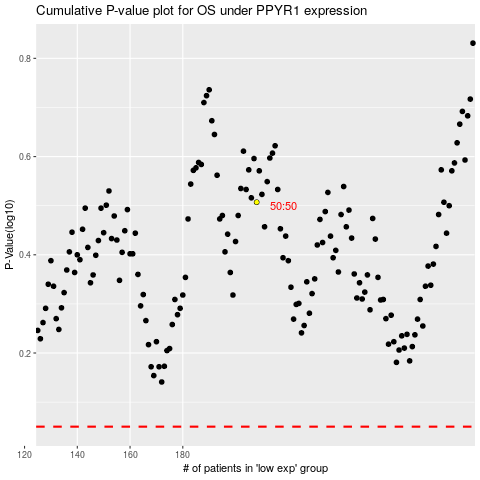 Cumulative P-value plot for OS under PPYR1 expression
P-Value(log10)
0.8
0.6
0.4
0.2
50:50
120 140 160 180
# of patients in 'low exp' group